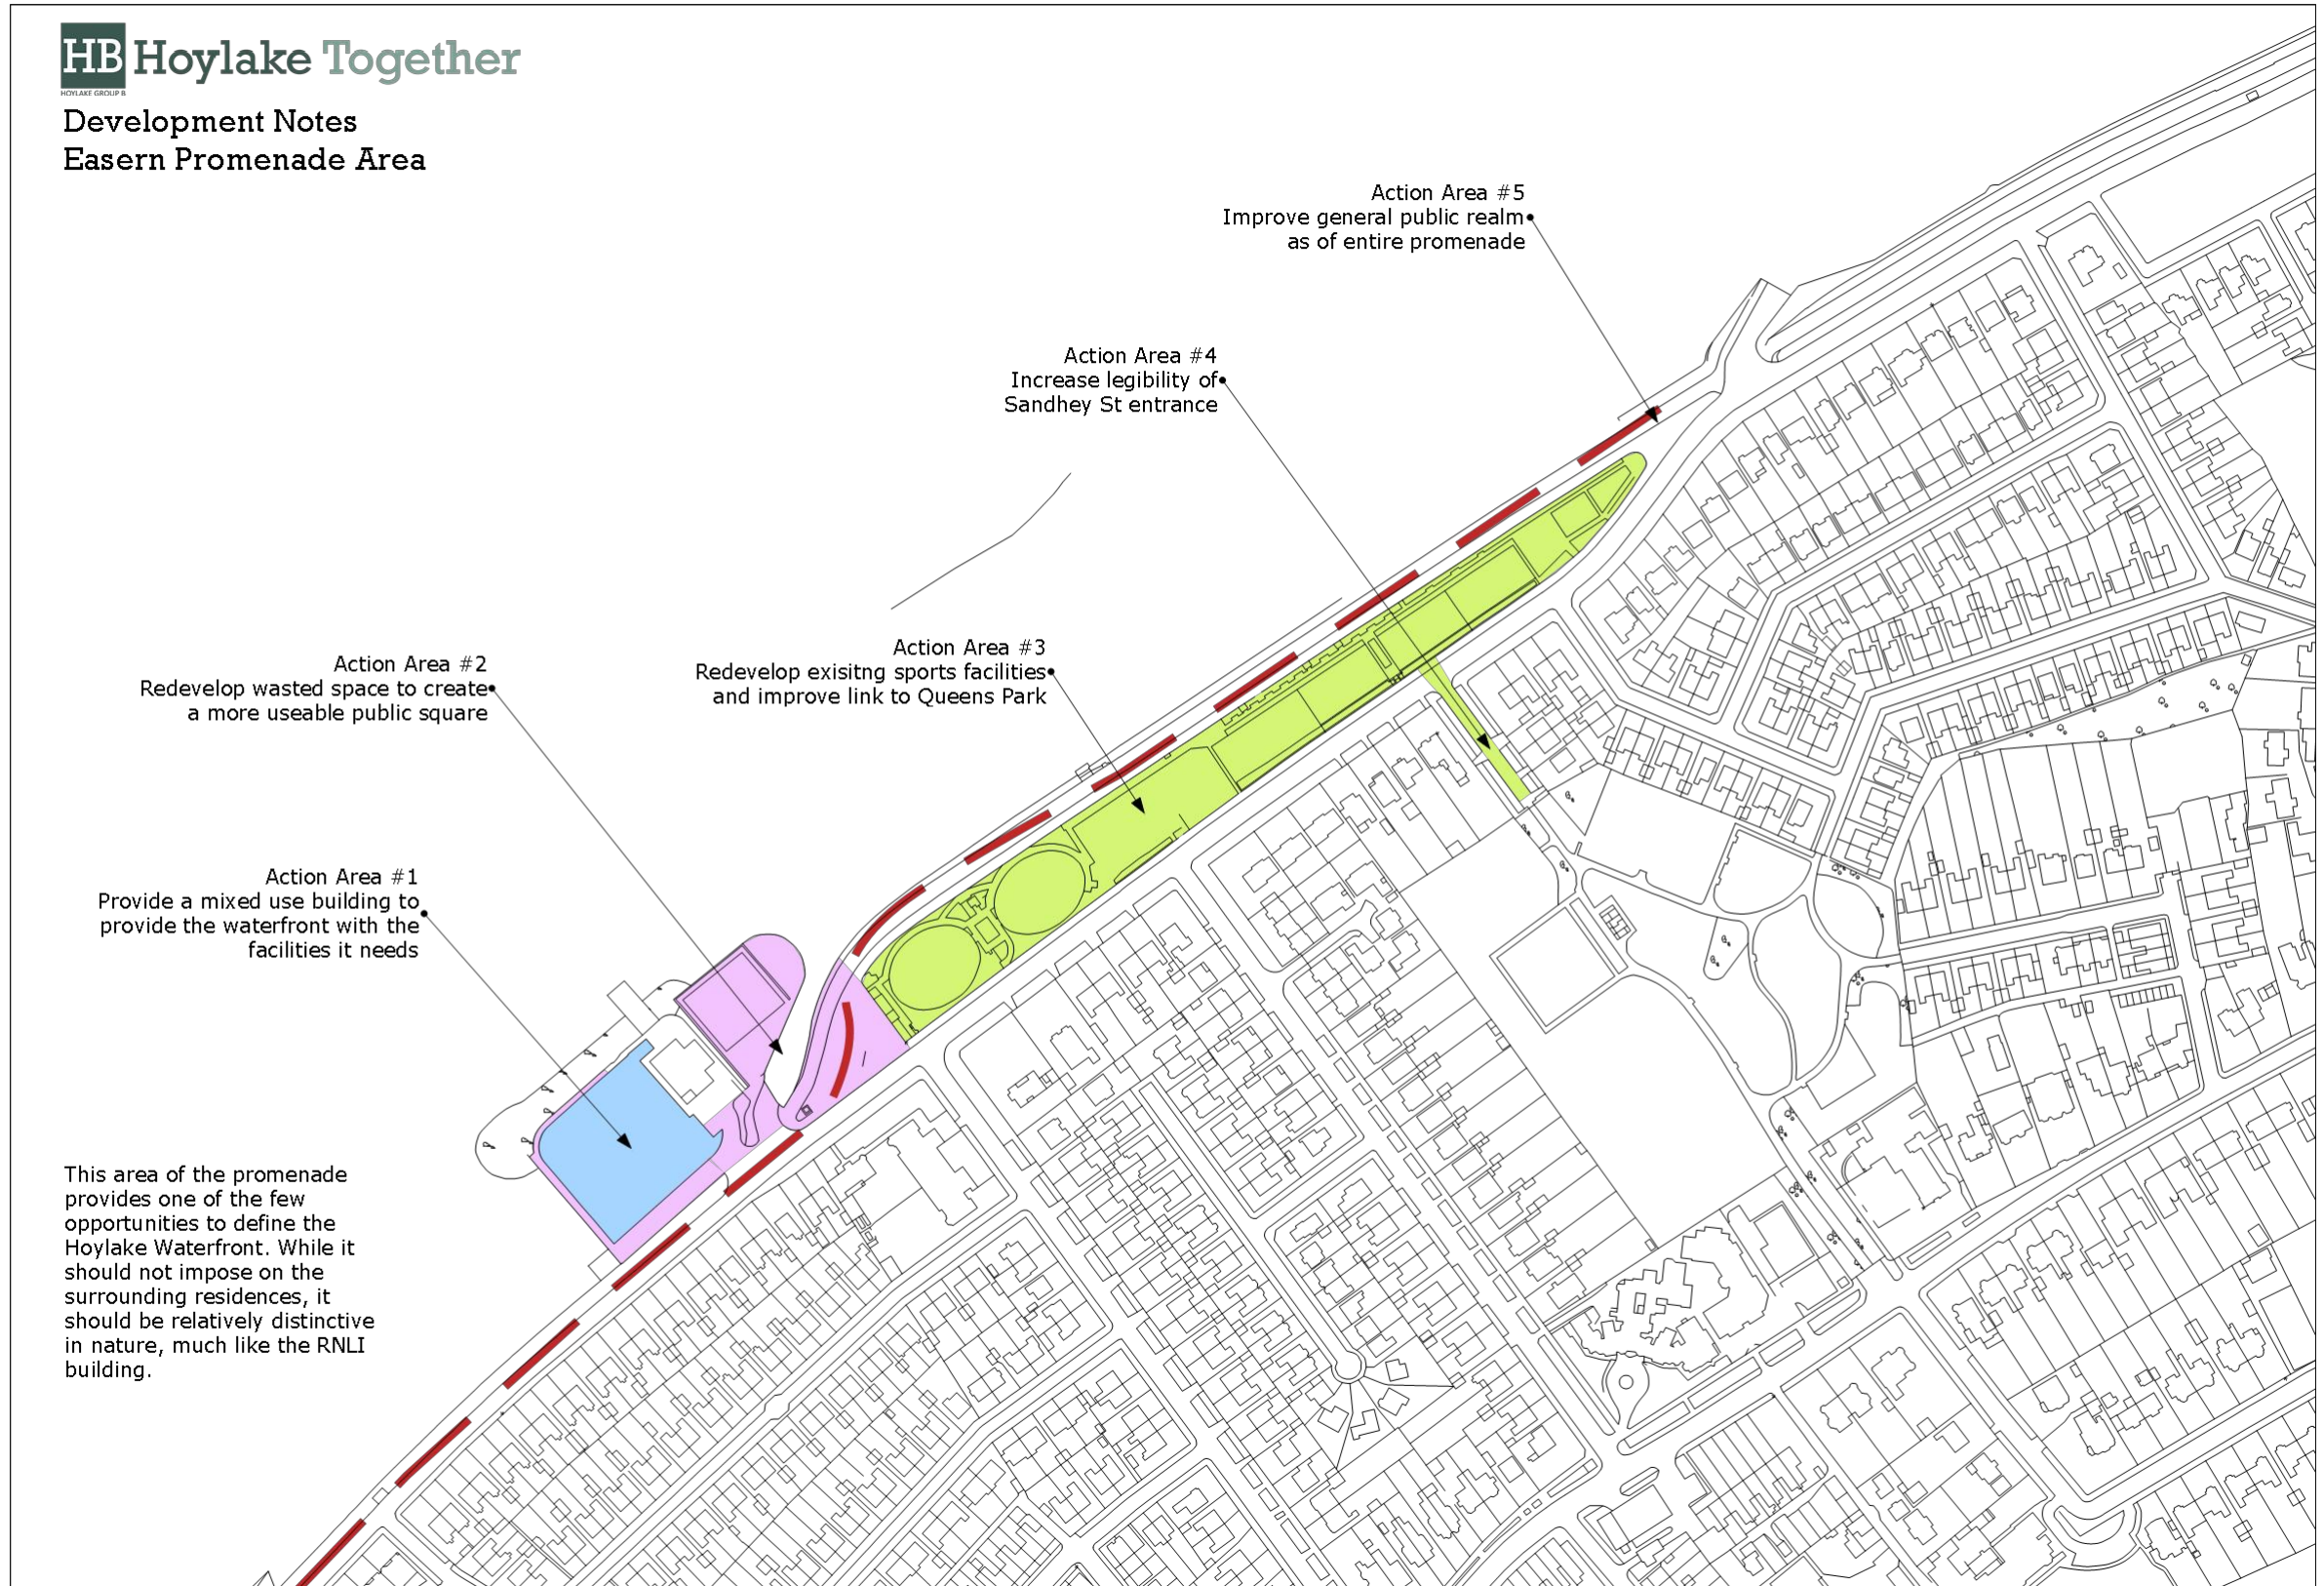 HB Hoylake Together
HOYLAKE GROUP B
Development Notes
Easern Promenade Area
Action Area #5
Improve general public realm
as of entire promenade
Action Area #4
Increase legibility of
Sandhey St entrance
Action Area #3
Redevelop exisitng sports facilities
and improve link to Queens Park
Action Area #2
Redevelop wasted space to create
a more useable public square
Action Area #1
Provide a mixed use building to
provide the waterfront with the
facilities it needs
This area of the promenade
provides one of the few
opportunities to define the
Hoylake Waterfront. While it
should not impose on the
surrounding residences, it
should be relatively distinctive
in nature, much like the RNLI
building.